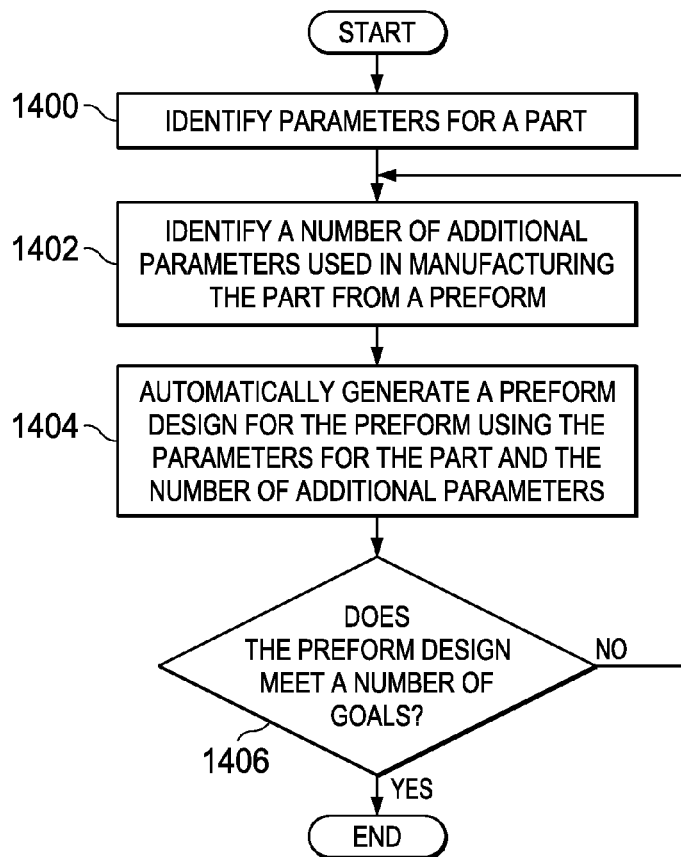 START
1400
IDENTIFY PARAMETERS FOR A PART
1402
IDENTIFY A NUMBER OF ADDITIONAL
PARAMETERS USED IN MANUFACTURING
THE PART FROM A PREFORM
1404
AUTOMATICALLY GENERATE A PREFORM
DESIGN FOR THE PREFORM USING THE
PARAMETERS FOR THE PART AND THE
NUMBER OF ADDITIONAL PARAMETERS
DOES
THE PREFORM DESIGN
MEET A NUMBER OF
GOALS?
NO
1406
YES
END